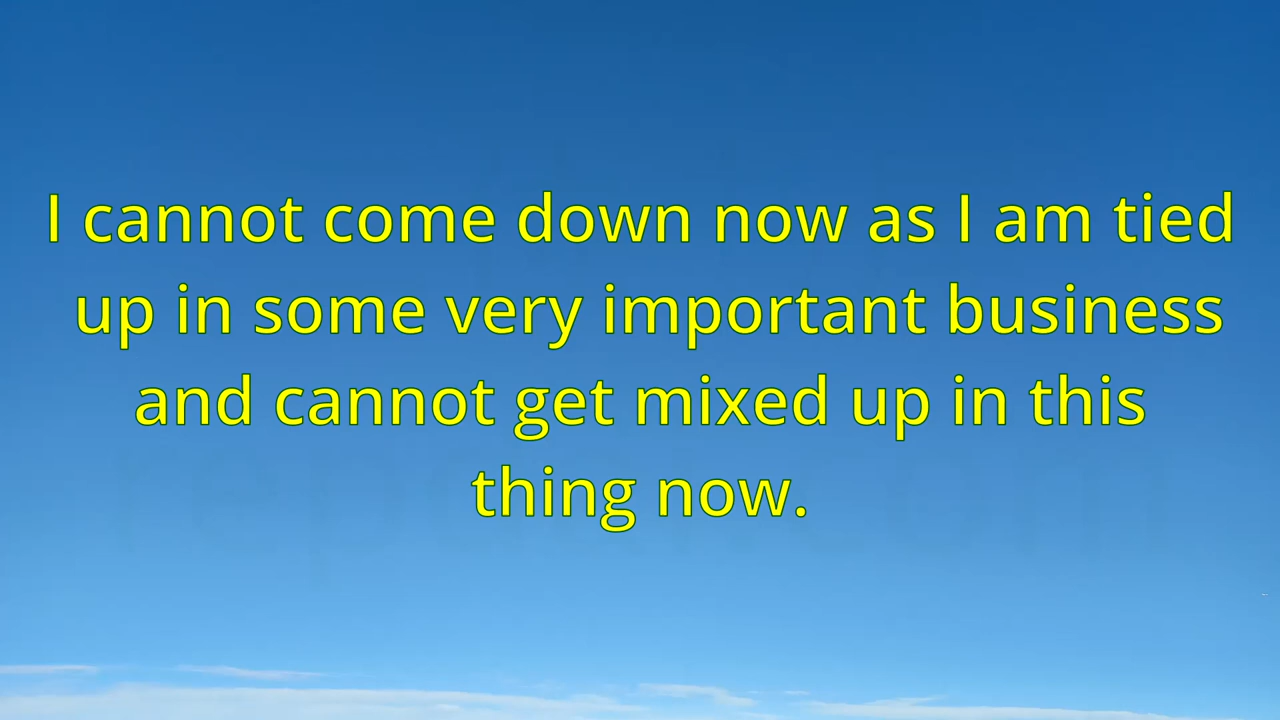 I cannot come down now as I am tied
up in some very important business
and cannot get mixed up in this
thing now.